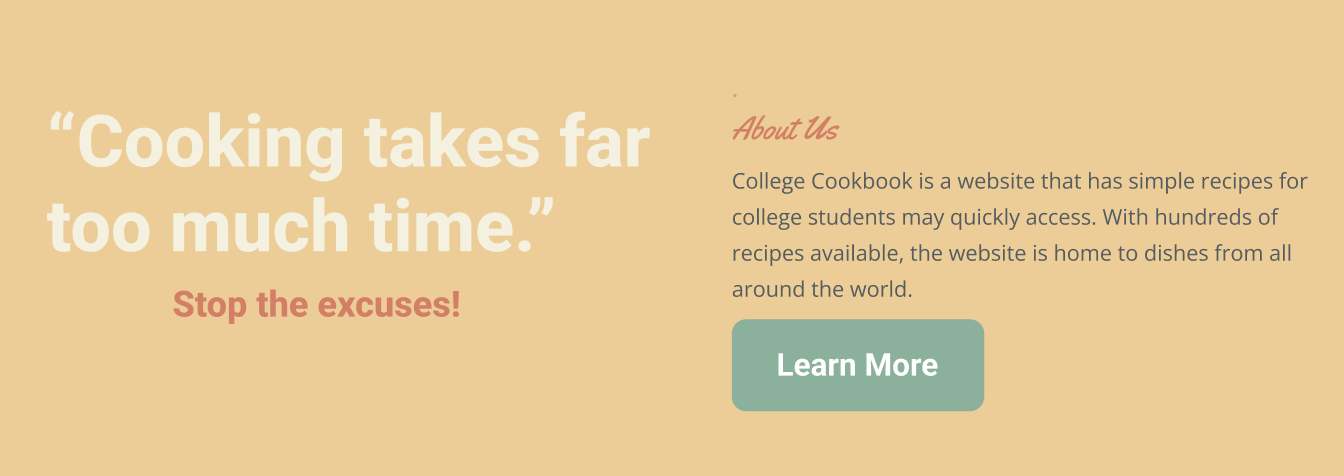 “Cooking takes far
too much time.”
Stop the excuses!
.
About Us
College Cookbook is a website that has simple recipes for
college students may quickly access. With hundreds of
recipes available, the website is home to dishes from all
around the world.
Learn More